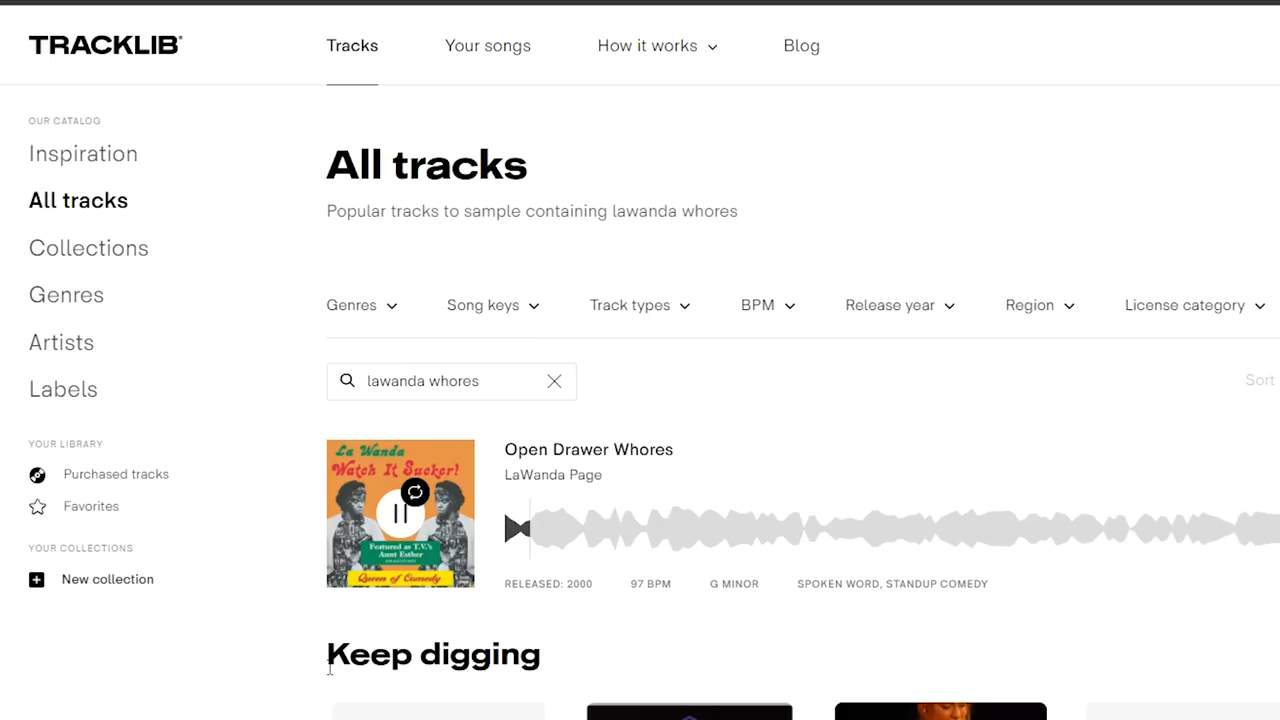 TRACKLIB
Tracks
Your songs
How it works
Blog
OUR CATALOG
Inspiration
All tracks
Collections
Genres
Artists
Labels
YOUR LIBRARY
Purchased tracks
Favorites
YOUR COLLECTIONS
New collection
All tracks
Popular tracks to sample containing lawanda whores
Genres
Song keys
Track types
BPM
Release year
Region
License category
lawanda whores
Sort
La Wanda
Watch It Sucker!
Featured as T.V.'s
Aunt Esther
Queen of Comedy
Open Drawer Whores
LaWanda Page
RELEASED: 2000
97 BPM
G MINOR
SPOKEN WORD, STANDUP COMEDY
Keep digging